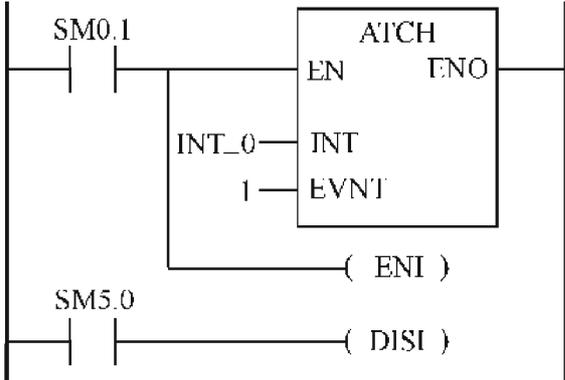 SM0.1
ATCH
EN ENO
INT_0 INT
1 EVNT
( ENI )
SM5.0
( DISI )